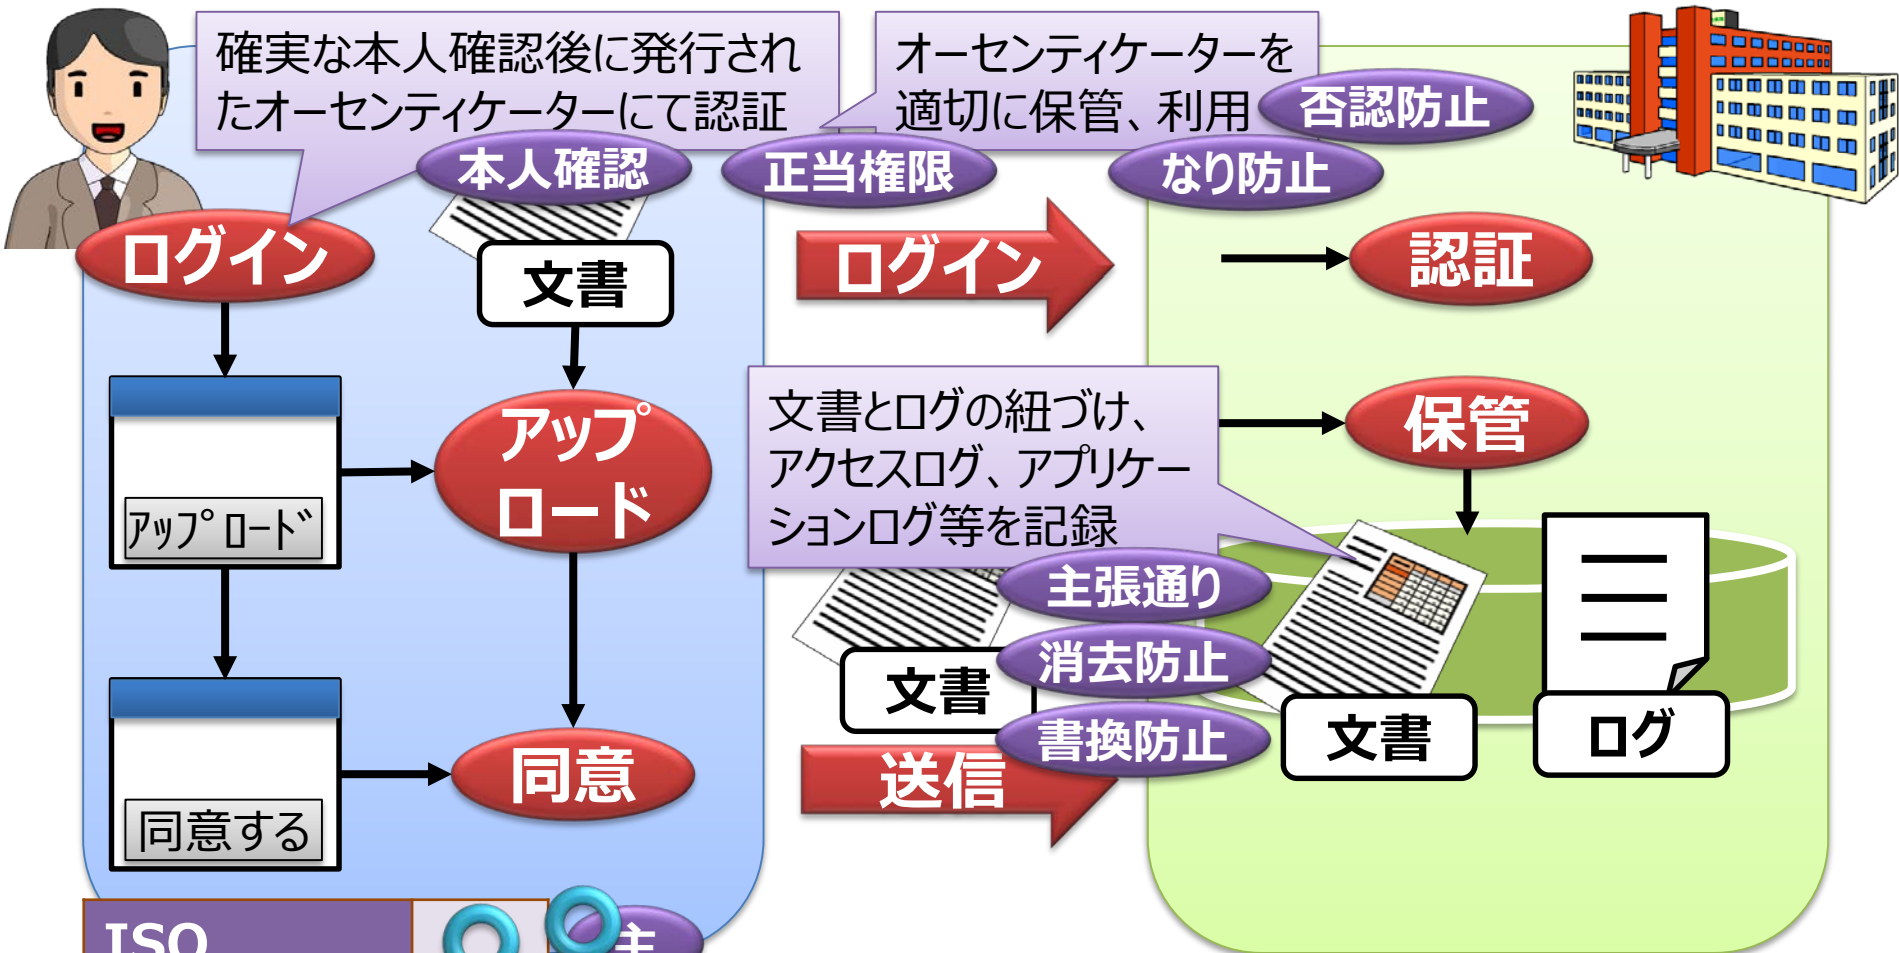 確実な本人確認後に発行され
たオーセンティケーターにて認証
オーセンティケーターを
適切に保管、利用
否認防止
本人確認
正当権限
なり防止
ログイン
文書
ログイン
認証
アップ
ロード
アップロード
文書とログの紐づけ、
アクセスログ、アプリケー
ションログ等を記録
保管
主張通り
消去防止
書換防止
文書
送信
文書
ログ
同意
同意する
ISO
主